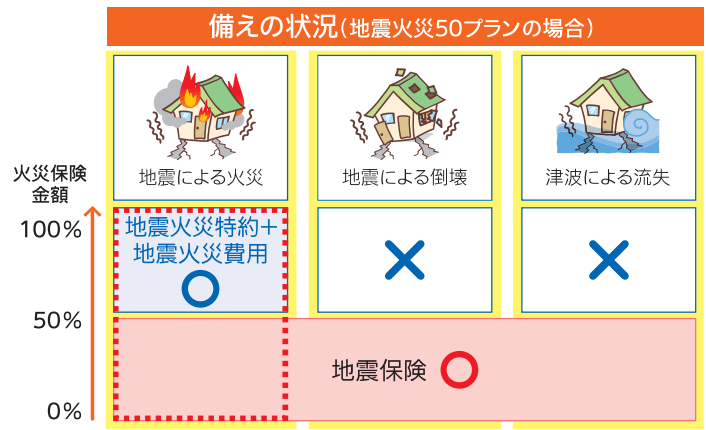 備えの状況(地震火災50プランの場合)
地震による火災
地震による倒壊
津波による流失
火災保険
金額
100%
地震火災特約+
地震火災費用
50%
地震保険
0%